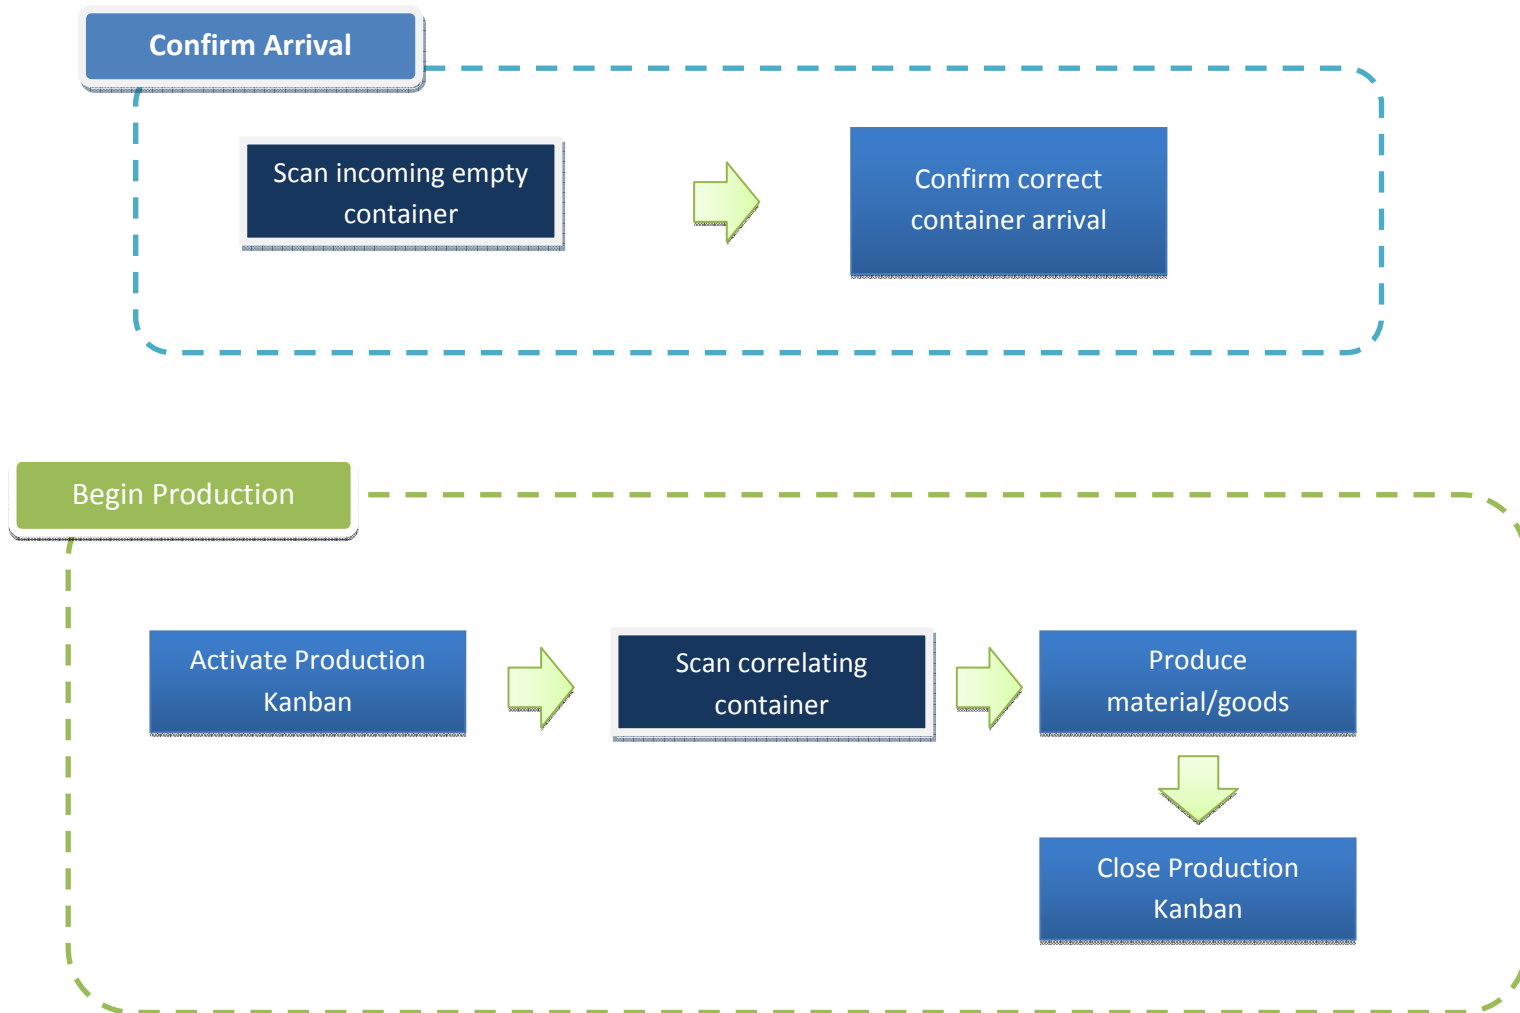 Confirm Arrival
Scan incoming empty
container
Confirm correct
container arrival
Begin Production
Activate Production
Kanban
Scan correlating
container
Produce
material/goods
Close Production
Kanban